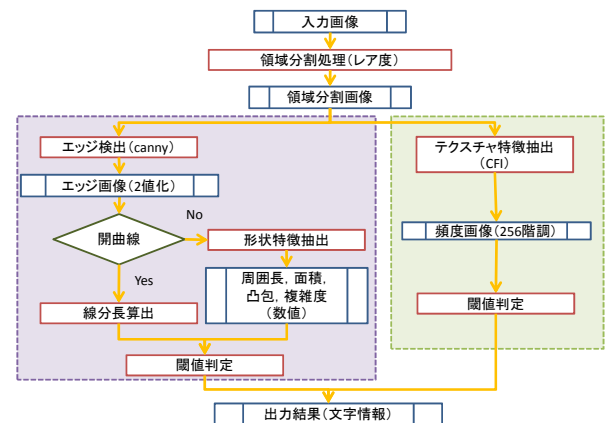 入力画像
領域分割処理(レア度)
領域分割画像
エッジ検出(canny)
エッジ画像(2値化)
開曲線
No
Yes
形状特徴抽出
周囲長, 面積,
凸包, 複雑度
(数値)
線分長算出
閾値判定
テクスチャ特徴抽出
(CFI)
頻度画像(256階調)
閾値判定
出力結果(文字情報)